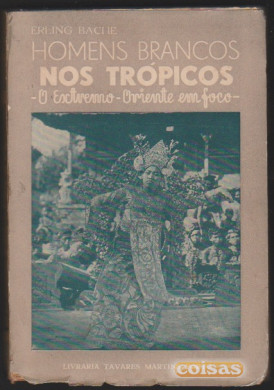 ERLING BACHE
HOMENS BRANCOS
NOS TRÓPICOS
-O Extremo-Oriente em foco-
LIVRARIA TAVARES MARTINS
coisas